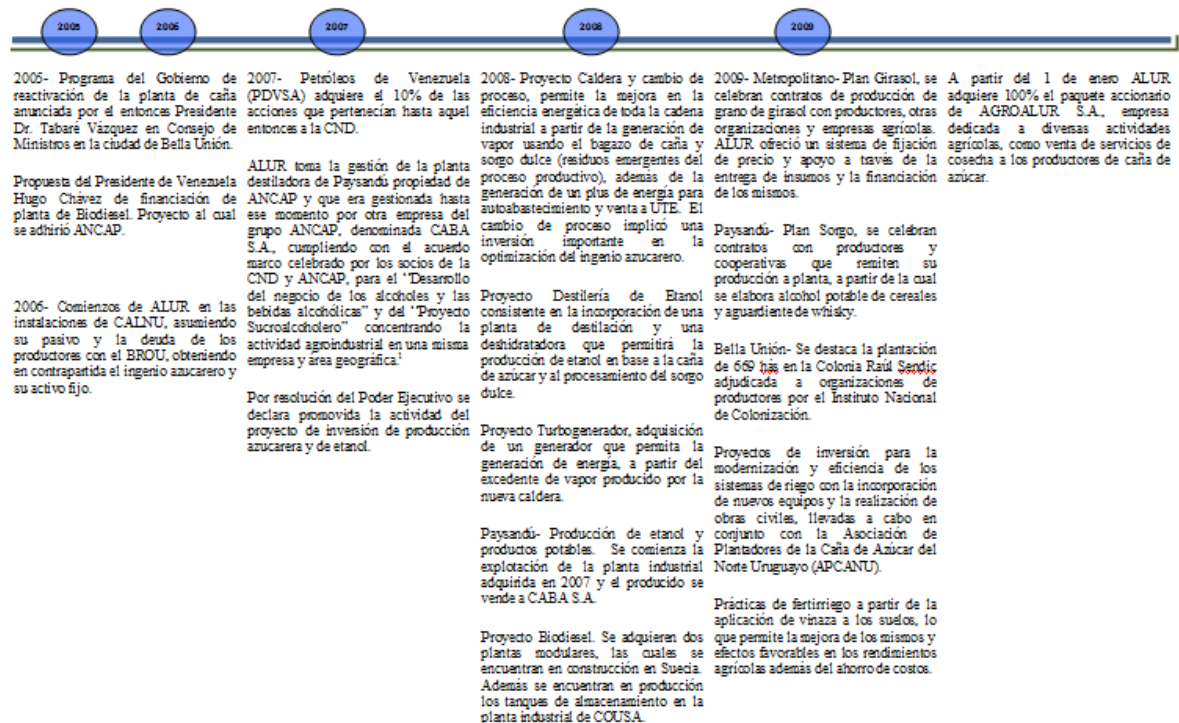 2005
2006
2007
2008
2009
2005- Programa del Gobierno de
reactivación de la planta de caña
anunciada por el entonces Presidente
Dr. Tabaré Vázquez en Consejo de
Ministros en la ciudad de Bella Unión.
Propuesta del Presidente de Venezuela
Hugo Chávez de financiación de
planta de Biodiesel. Proyecto al cual
se adhirió ANCAP.
2006- Comienzos de ALUR en las
instalaciones de CALNU, asumiendo
su pasivo y la deuda de los
productores con el BROU, obteniendo
en contrapartida el ingenio azucarero y
su activo fijo.
2007- Petróleos de Venezuela
(PDVSA) adquiere el 10% de las
acciones que pertenecían hasta aquel
entonces a la CND.
ALUR toma la gestión de la planta
destiladora de Paysandú propiedad de
ANCAP y que era gestionada hasta
ese momento por otra empresa del
grupo ANCAP, denominada CABA
S.A., cumpliendo con el acuerdo
marco celebrado por los socios de la
CND y ANCAP, para el “Desarrollo
del negocio de los alcoholes y las
bebidas alcohólicas” y del “Proyecto
Sucroalcoholero” concentrando la
actividad agroindustrial en una misma
empresa y área geográfica.¹
Por resolución del Poder Ejecutivo se
declara promovida la actividad del
proyecto de inversión de producción
azucarera y de etanol.
2008- Proyecto Caldera y cambio de
proceso, permite la mejora en la
eficiencia energética de toda la cadena
industrial a partir de la generación de
vapor usando el bagazo de caña y
sorgo dulce (residuos emergentes del
proceso productivo), además de la
generación de un plus de energía para
autoabastecimiento y venta a UTE. El
cambio de proceso implicó una
inversión importante en la
optimización del ingenio azucarero.
Proyecto Destilería de Etanol
consistente en la incorporación de una
planta de destilación y una
deshidratadora que permitirá la
producción de etanol en base a la caña
de azúcar y al procesamiento del sorgo
dulce.
Proyecto Turbogenerador, adquisición
de un generador que permita la
generación de energía, a partir del
excedente de vapor producido por la
nueva caldera.
Paysandú- Producción de etanol y
productos potables. Se comienza la
explotación de la planta industrial
adquirida en 2007 y el producido se
vende a CABA S.A.
Proyecto Biodiesel. Se adquieren dos
plantas modulares, las cuales se
encuentran en construcción en Suecia.
Además se encuentran en producción
los tanques de almacenamiento en la
planta industrial de COUSA.
2009- Metropolitano- Plan Girasol, se
celebran contratos de producción de
grano de girasol con productores, otras
organizaciones y empresas agrícolas.
ALUR ofreció un sistema de fijación
de precio y apoyo a través de la
entrega de insumos y la financiación
de los mismos.
Paysandú- Plan Sorgo, se celebran
contratos con productores y
cooperativas que remiten su
producción a planta, a partir de la cual
se elabora alcohol potable de cereales
y aguardiente de whisky.
Bella Unión- Se destaca la plantación
de 669 hás en la Colonia Raúl Sendic
adjudicada a organizaciones de
productores por el Instituto Nacional
de Colonización.
Proyectos de inversión para la
modernización y eficiencia de los
sistemas de riego con la incorporación
de nuevos equipos y la realización de
obras civiles, llevadas a cabo en
conjunto con la Asociación de
Plantadores de la Caña de Azúcar del
Norte Uruguayo (APCANU).
Prácticas de fertirriego a partir de la
aplicación de vinaza a los suelos, lo
que permite la mejora de los mismos y
efectos favorables en los rendimientos
agrícolas además del ahorro de costos.
A partir del 1 de enero ALUR
adquiere 100% el paquete accionario
de AGROALUR S.A., empresa
dedicada a diversas actividades
agrícolas, como venta de servicios de
cosecha a los productores de caña de
azúcar.